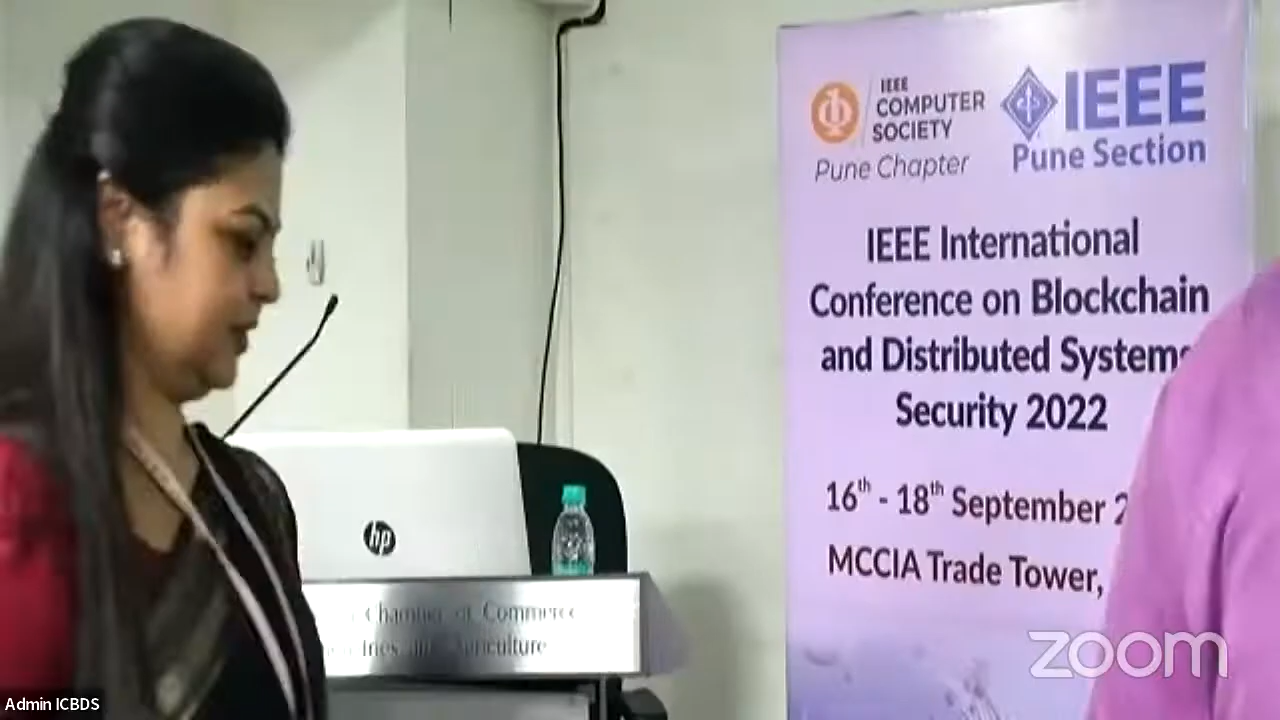 IEEE
COMPUTER
SOCIETY
Pune Chapter
IEEE
Pune Section
IEEE International
Conference on Blockchain
and Distributed Systems
Security 2022
16th - 18th September
MCCIA Trade Tower,
hp
Chamber of Commerce
Agriculture
zoom
Admin ICBDS